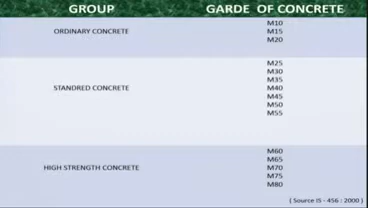 GROUP GARDE OF CONCRETE
ORDINARY CONCRETE
M10
M15
M20
STANDRED CONCRETE
M25
M30
M35
M40
M45
M50
M55
HIGH STRENGTH CONCRETE
M60
M65
M70
M75
M80
( Source IS - 456 : 2000 )